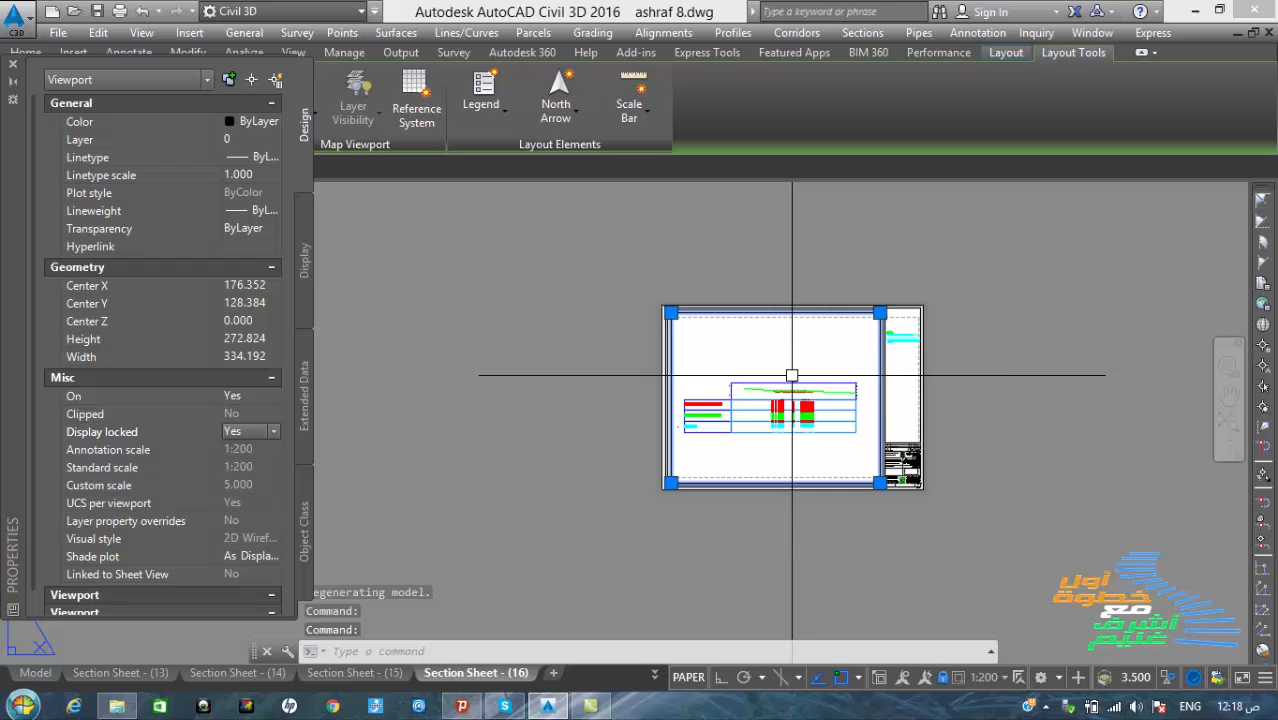 Civil 3D
Autodesk AutoCAD Civil 3D 2016 ashraf 8.dwg
Type a keyword or phrase
Sign In
C3D
File Edit View Insert General Survey Points Surfaces Lines/Curves Parcels Grading Alignments Profiles Corridors Sections Pipes Annotation Inquiry Window Express
Home Insert Annotate Modify Analyze View Manage Output Survey Autodesk 360 Help Add-ins Express Tools Featured Apps BIM 360 Performance Layout Layout Tools
Viewport
Layer Visibility
Reference System
Legend
North Arrow
Scale Bar
Map Viewport
Layout Elements
General
Color ByLayer
Layer 0
Linetype ByL...
Linetype scale 1.000
Plot style ByColor
Lineweight ByL...
Transparency ByLayer
Hyperlink
Geometry
Center X 176.352
Center Y 128.384
Center Z 0.000
Height 272.824
Width 334.192
Misc
On Yes
Clipped No
Display locked Yes
Annotation scale 1:200
Standard scale 1:200
Custom scale 5.000
UCS per viewport Yes
Layer property overrides No
Visual style 2D Wiref...
Shade plot As Displa...
Linked to Sheet View No
Viewport
Viewport
Design
Display
Extended Data
Object Class
PROPERTIES
egenerating model.
Command:
Command:
Type a command
أول
خطوة
مع
أشرف
غنيم
Model Section Sheet - (13) Section Sheet - (14) Section Sheet - (15) Section Sheet - (16)
PAPER
1:200
3.500
EN
12:18 ص